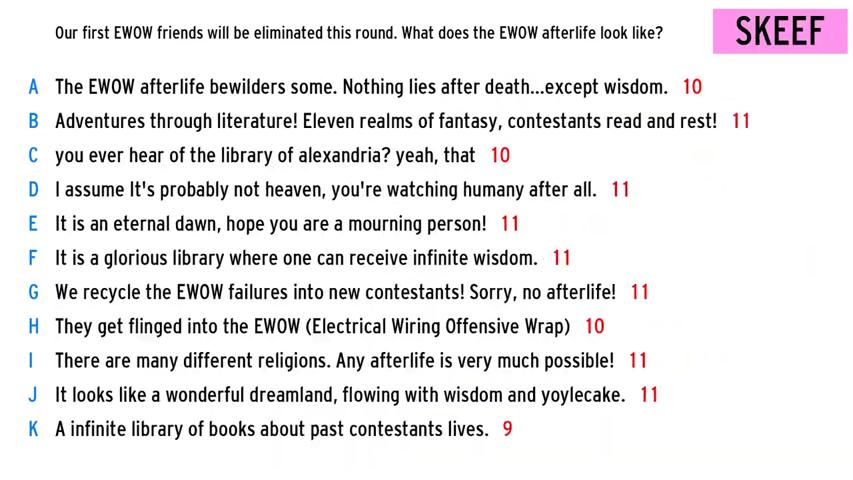 Our first EWOW friends will be eliminated this round. What does the EWOW afterlife look like?
SKEEF
A The EWOW afterlife bewilders some. Nothing lies after death...except wisdom. 10
B Adventures through literature! Eleven realms of fantasy, contestants read and rest! 11
C you ever hear of the library of alexandria? yeah, that 10
D I assume It's probably not heaven, you're watching humany after all. 11
E It is an eternal dawn, hope you are a mourning person! 11
F It is a glorious library where one can receive infinite wisdom. 11
G We recycle the EWOW failures into new contestants! Sorry, no afterlife! 11
H They get flinged into the EWOW (Electrical Wiring Offensive Wrap) 10
I There are many different religions. Any afterlife is very much possible! 11
J It looks like a wonderful dreamland, flowing with wisdom and yoylecake. 11
K A infinite library of books about past contestants lives. 9